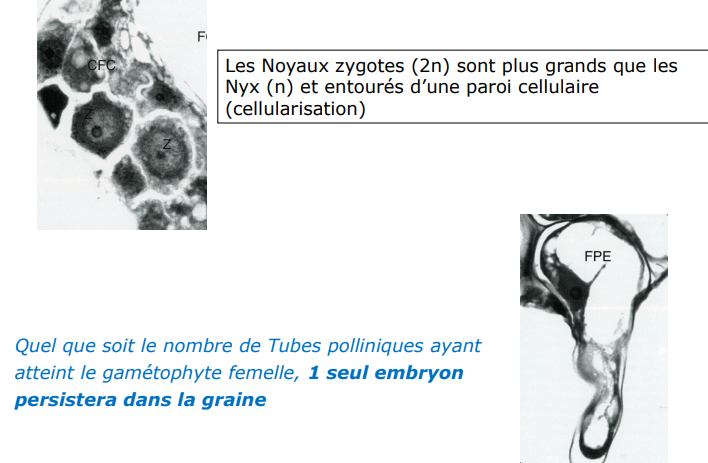 F
CFC
Les Noyaux zygotes (2n) sont plus grands que les
Nyx (n) et entourés d’une paroi cellulaire
(cellularisation)
Z
Z
FPE
Quel que soit le nombre de Tubes polliniques ayant
atteint le gamétophyte femelle, 1 seul embryon
persistera dans la graine